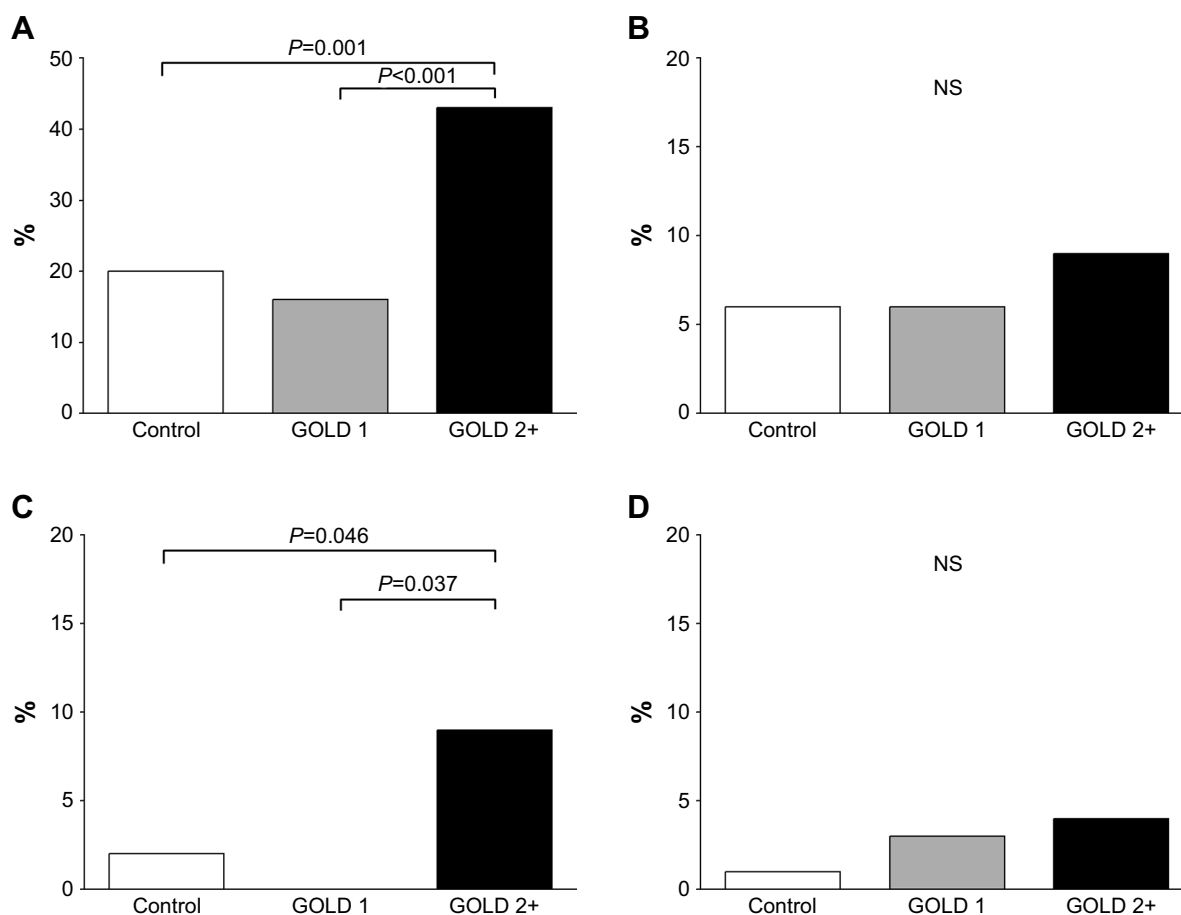 A
P=0.001
P<0.001
50
40
30
20
10
0
%
Control GOLD 1 GOLD 2+
B
NS
20
15
10
5
0
%
Control GOLD 1 GOLD 2+
C
P=0.046
P=0.037
20
15
10
5
0
%
Control GOLD 1 GOLD 2+
D
NS
20
15
10
5
0
%
Control GOLD 1 GOLD 2+